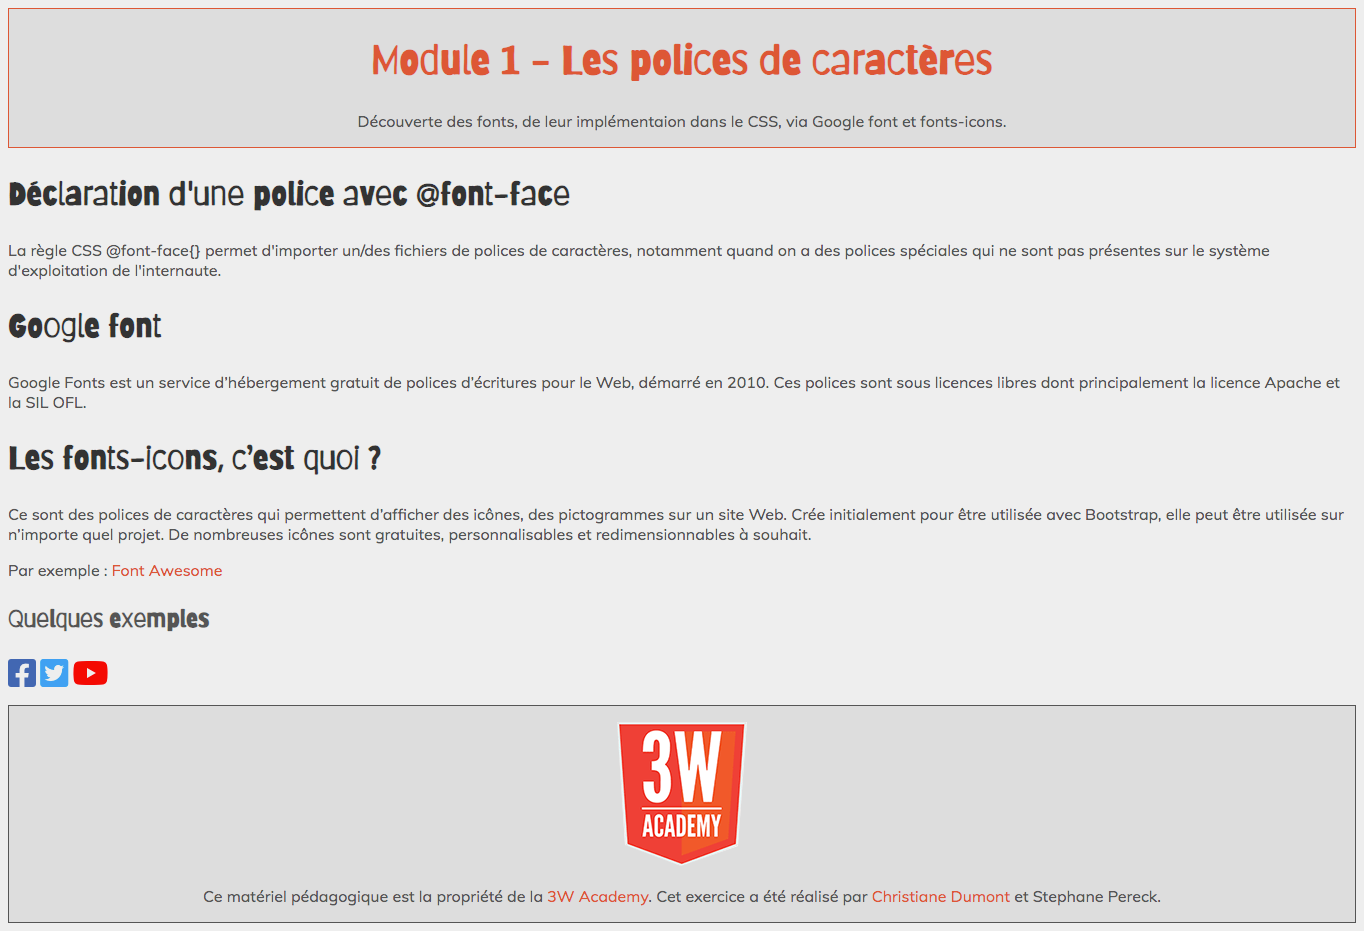 Module 1 - Les polices de caractères
Découverte des fonts, de leur implémentaion dans le CSS, via Google font et fonts-icons.
Déclaration d'une police avec @font-face
La règle CSS @font-face{} permet d'importer un/des fichiers de polices de caractères, notamment quand on a des polices spéciales qui ne sont pas présentes sur le système
d'exploitation de l'internaute.
Google font
Google Fonts est un service d’hébergement gratuit de polices d’écritures pour le Web, démarré en 2010. Ces polices sont sous licences libres dont principalement la licence Apache et
la SIL OFL.
Les fonts-icons, c’est quoi ?
Ce sont des polices de caractères qui permettent d’afficher des icônes, des pictogrammes sur un site Web. Crée initialement pour être utilisée avec Bootstrap, elle peut être utilisée sur
n’importe quel projet. De nombreuses icônes sont gratuites, personnalisables et redimensionnables à souhait.
Par exemple : Font Awesome
Quelques exemples
3W
ACADEMY
Ce matériel pédagogique est la propriété de la 3W Academy. Cet exercice a été réalisé par Christiane Dumont et Stephane Pereck.